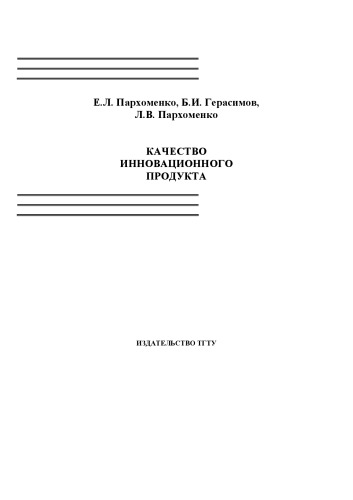 Е.Л. Пархоменко, Б.И. Герасимов,
Л.В. Пархоменко
КАЧЕСТВО
ИННОВАЦИОННОГО
ПРОДУКТА
ИЗДАТЕЛЬСТВО ТГТУ